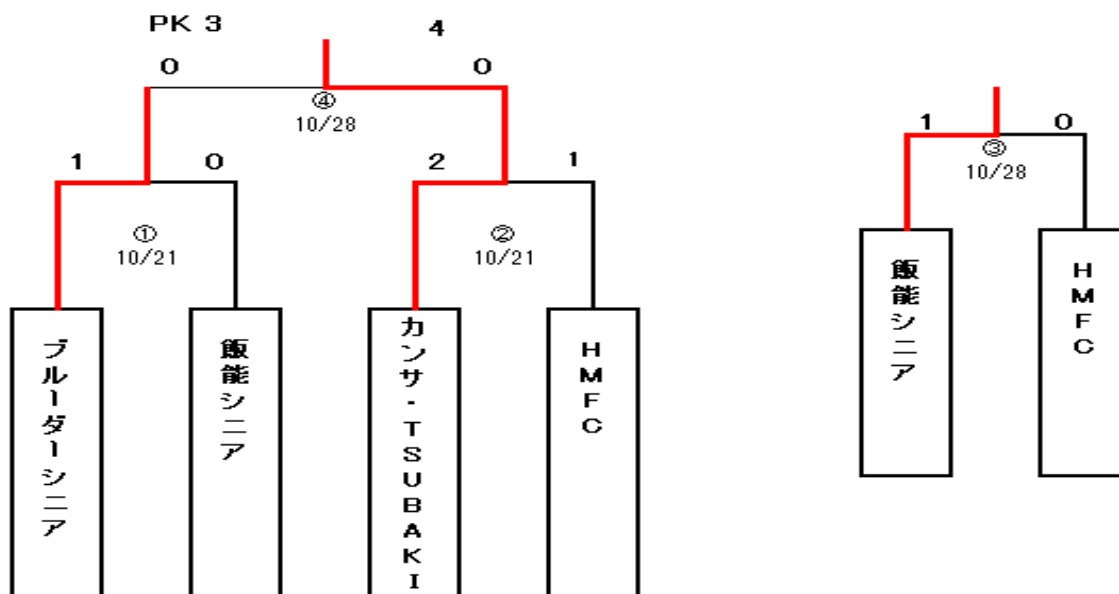 PK 3 4
0 0
④
10/28
1 0 2 1
①
10/21
②
10/21
ブルーダーシニア
飯能シニア
カンサ・TSUBAKI
HMFC
1 0
③
10/28
飯能シニア
HMFC